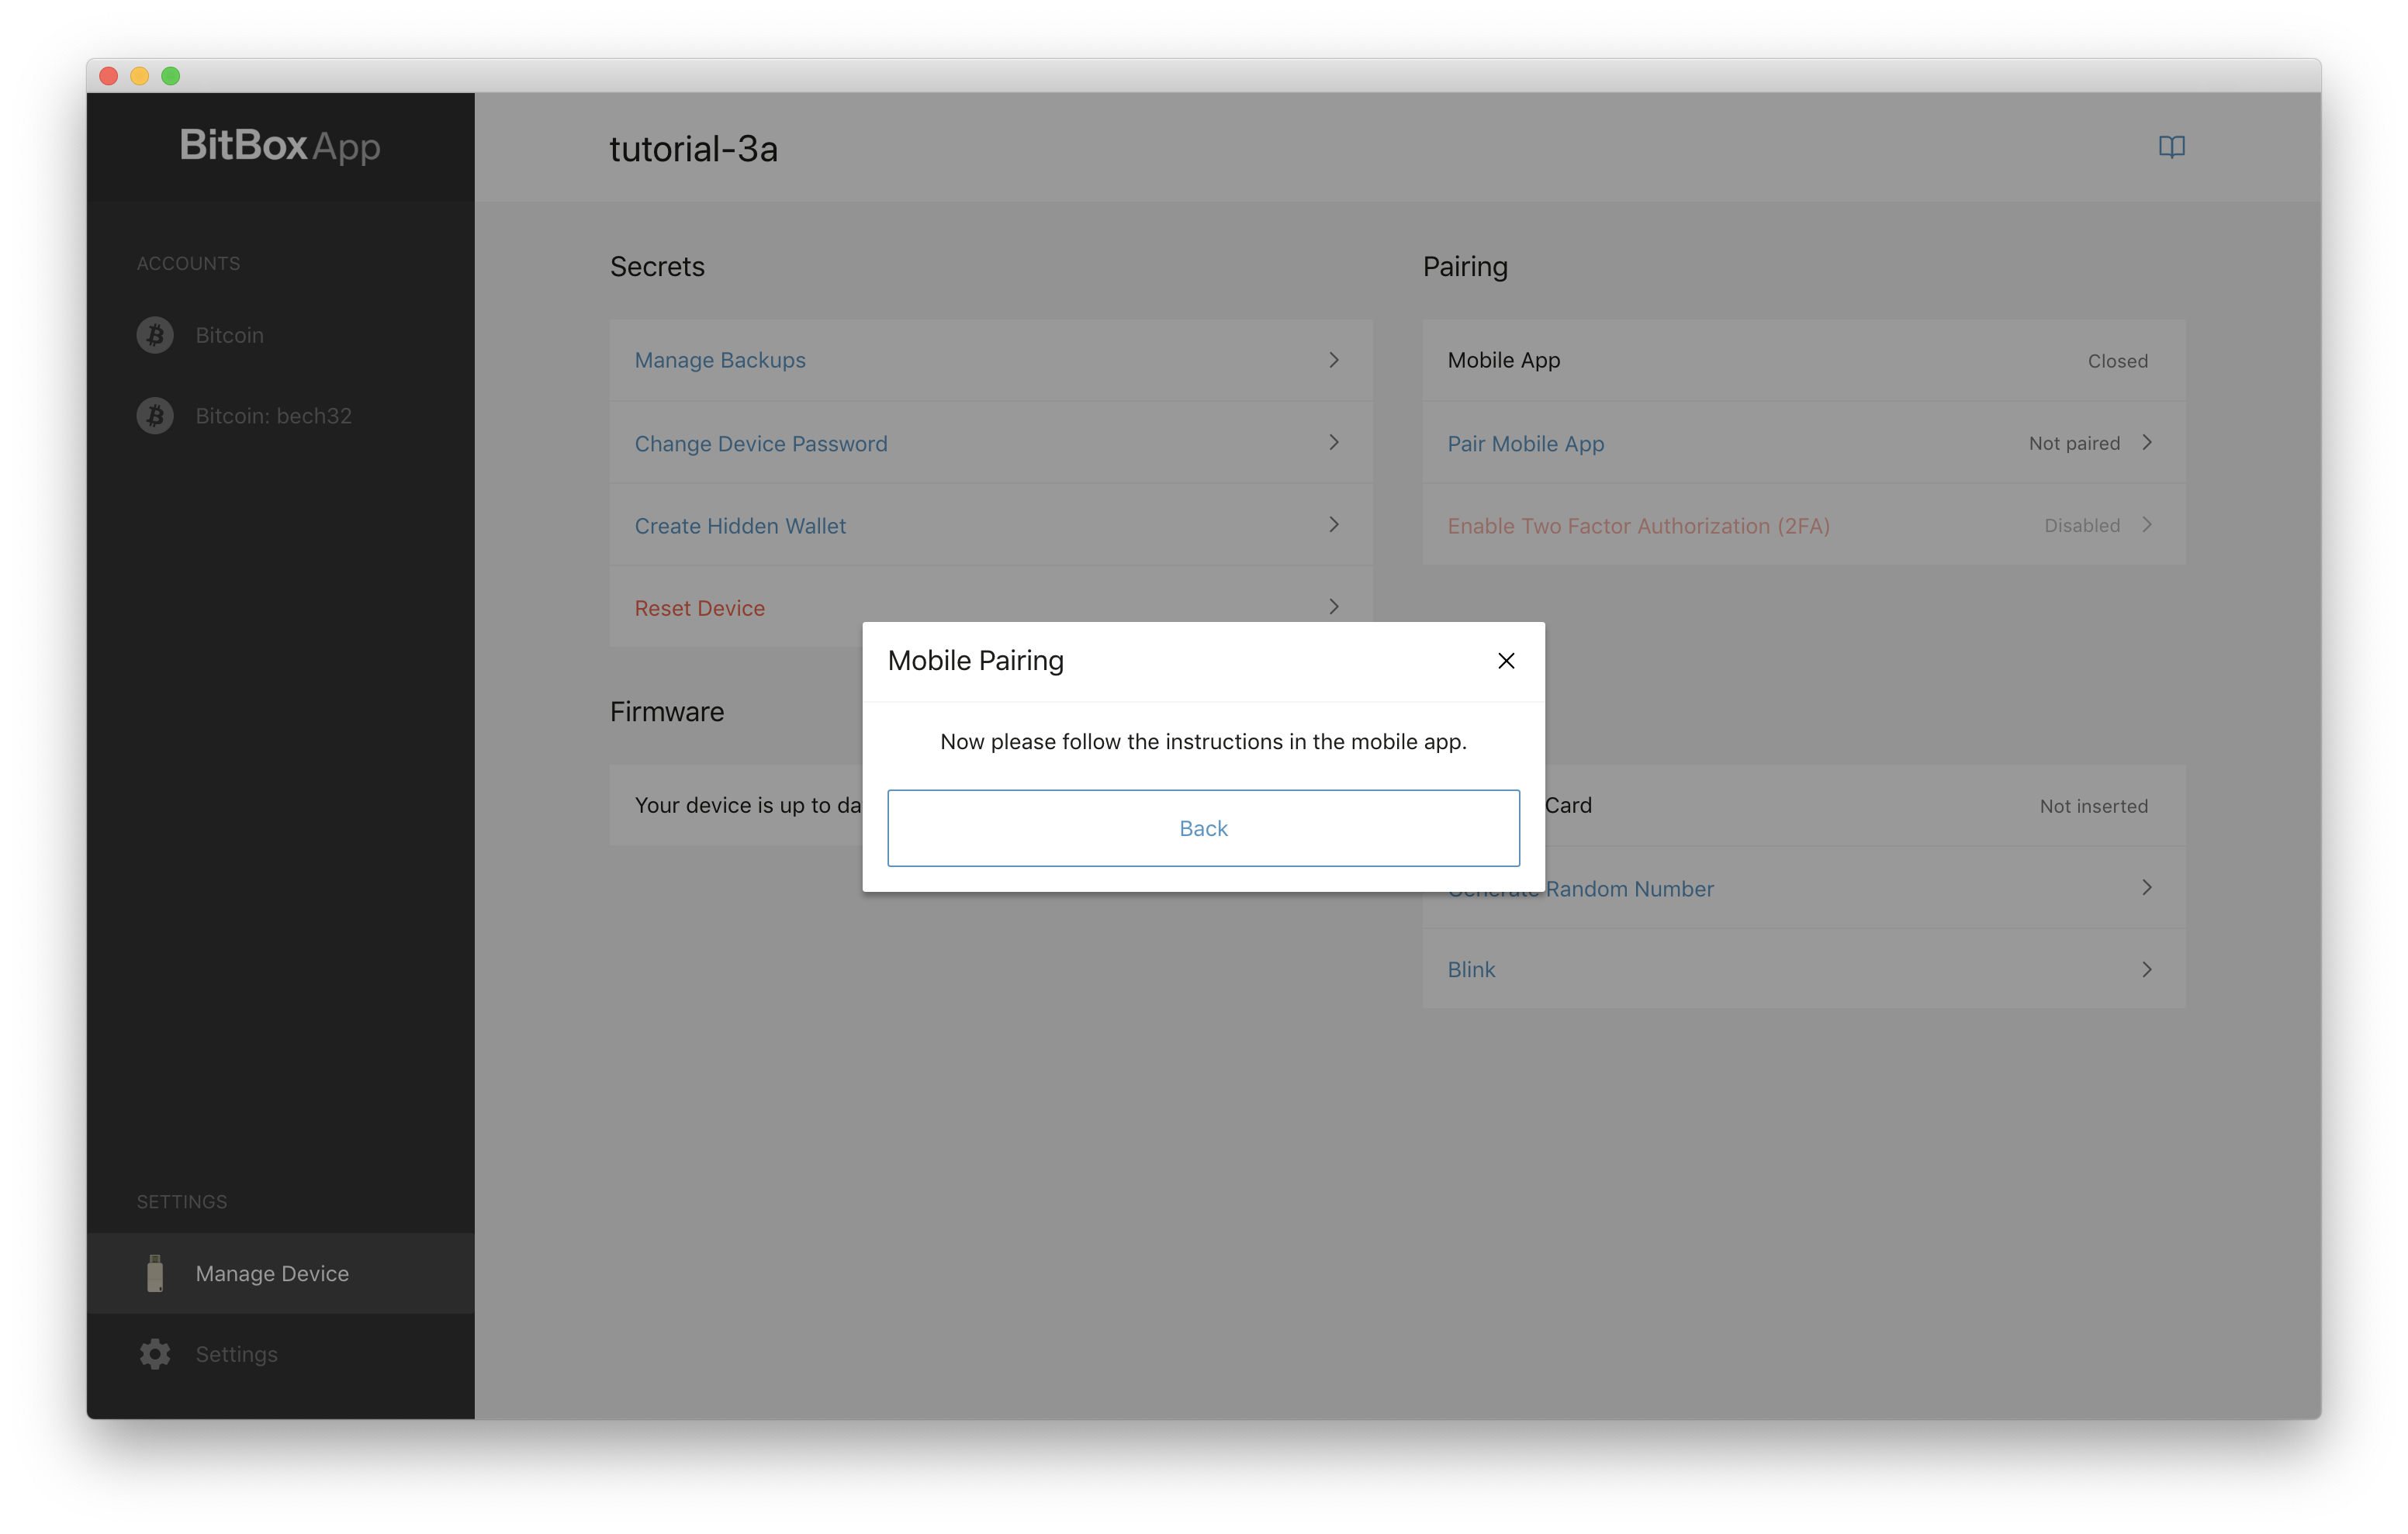 BitBox App
tutorial-3a
ACCOUNTS
Bitcoin
Bitcoin: bech32
Secrets
Manage Backups
Change Device Password
Create Hidden Wallet
Reset Device
Pairing
Mobile App Closed
Pair Mobile App Not paired
Enable Two Factor Authorization (2FA) Disabled
Mobile Pairing
Now please follow the instructions in the mobile app.
Back
Firmware
Your device is up to da
Card Not inserted
Generate Random Number
Blink
SETTINGS
Manage Device
Settings